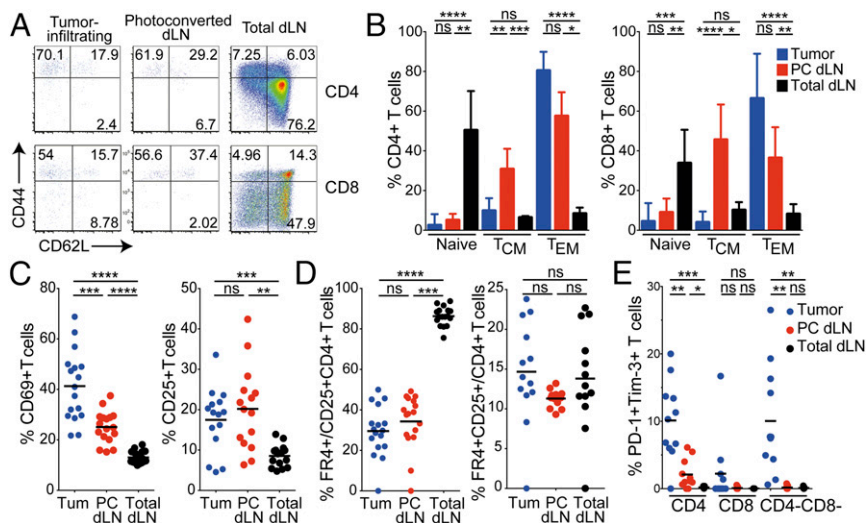 A
Tumor-
infiltrating
Photoconverted
dLN
Total dLN
70.1 17.9
2.4
61.9 29.2
6.7
7.25 6.03
76.2
CD4
54 15.7
8.78
56.6 37.4
2.02
4.96 14.3
47.9
CD8
CD44
CD62L
B
**** ns ****
ns ** ** *** ns *
% CD4+ T cells
100
80
60
40
20
0
Naive TCM TEM
Tumor
PC dLN
Total dLN
*** ns ****
ns ** **** * ns **
% CD8+ T cells
100
80
60
40
20
0
Naive TCM TEM
Tumor
PC dLN
Total dLN
C
****
*** ****
% CD69+T cells
80
60
40
20
0
Tum PC dLN Total dLN
***
ns **
% CD25+T cells
50
40
30
20
10
0
Tum PC dLN Total dLN
D
****
ns ***
% FR4+/CD25+CD4+ T cells
100
80
60
40
20
0
Tum PC dLN Total dLN
ns
ns ns
% FR4+CD25+/CD4+ T cells
25
20
15
10
5
0
Tum PC dLN Total dLN
E
*** ns **
** * ns ns ** ns
Tumor
PC dLN
Total dLN
% PD-1+Tim-3+ T cells
30
20
10
0
CD4 CD8 CD4-CD8-